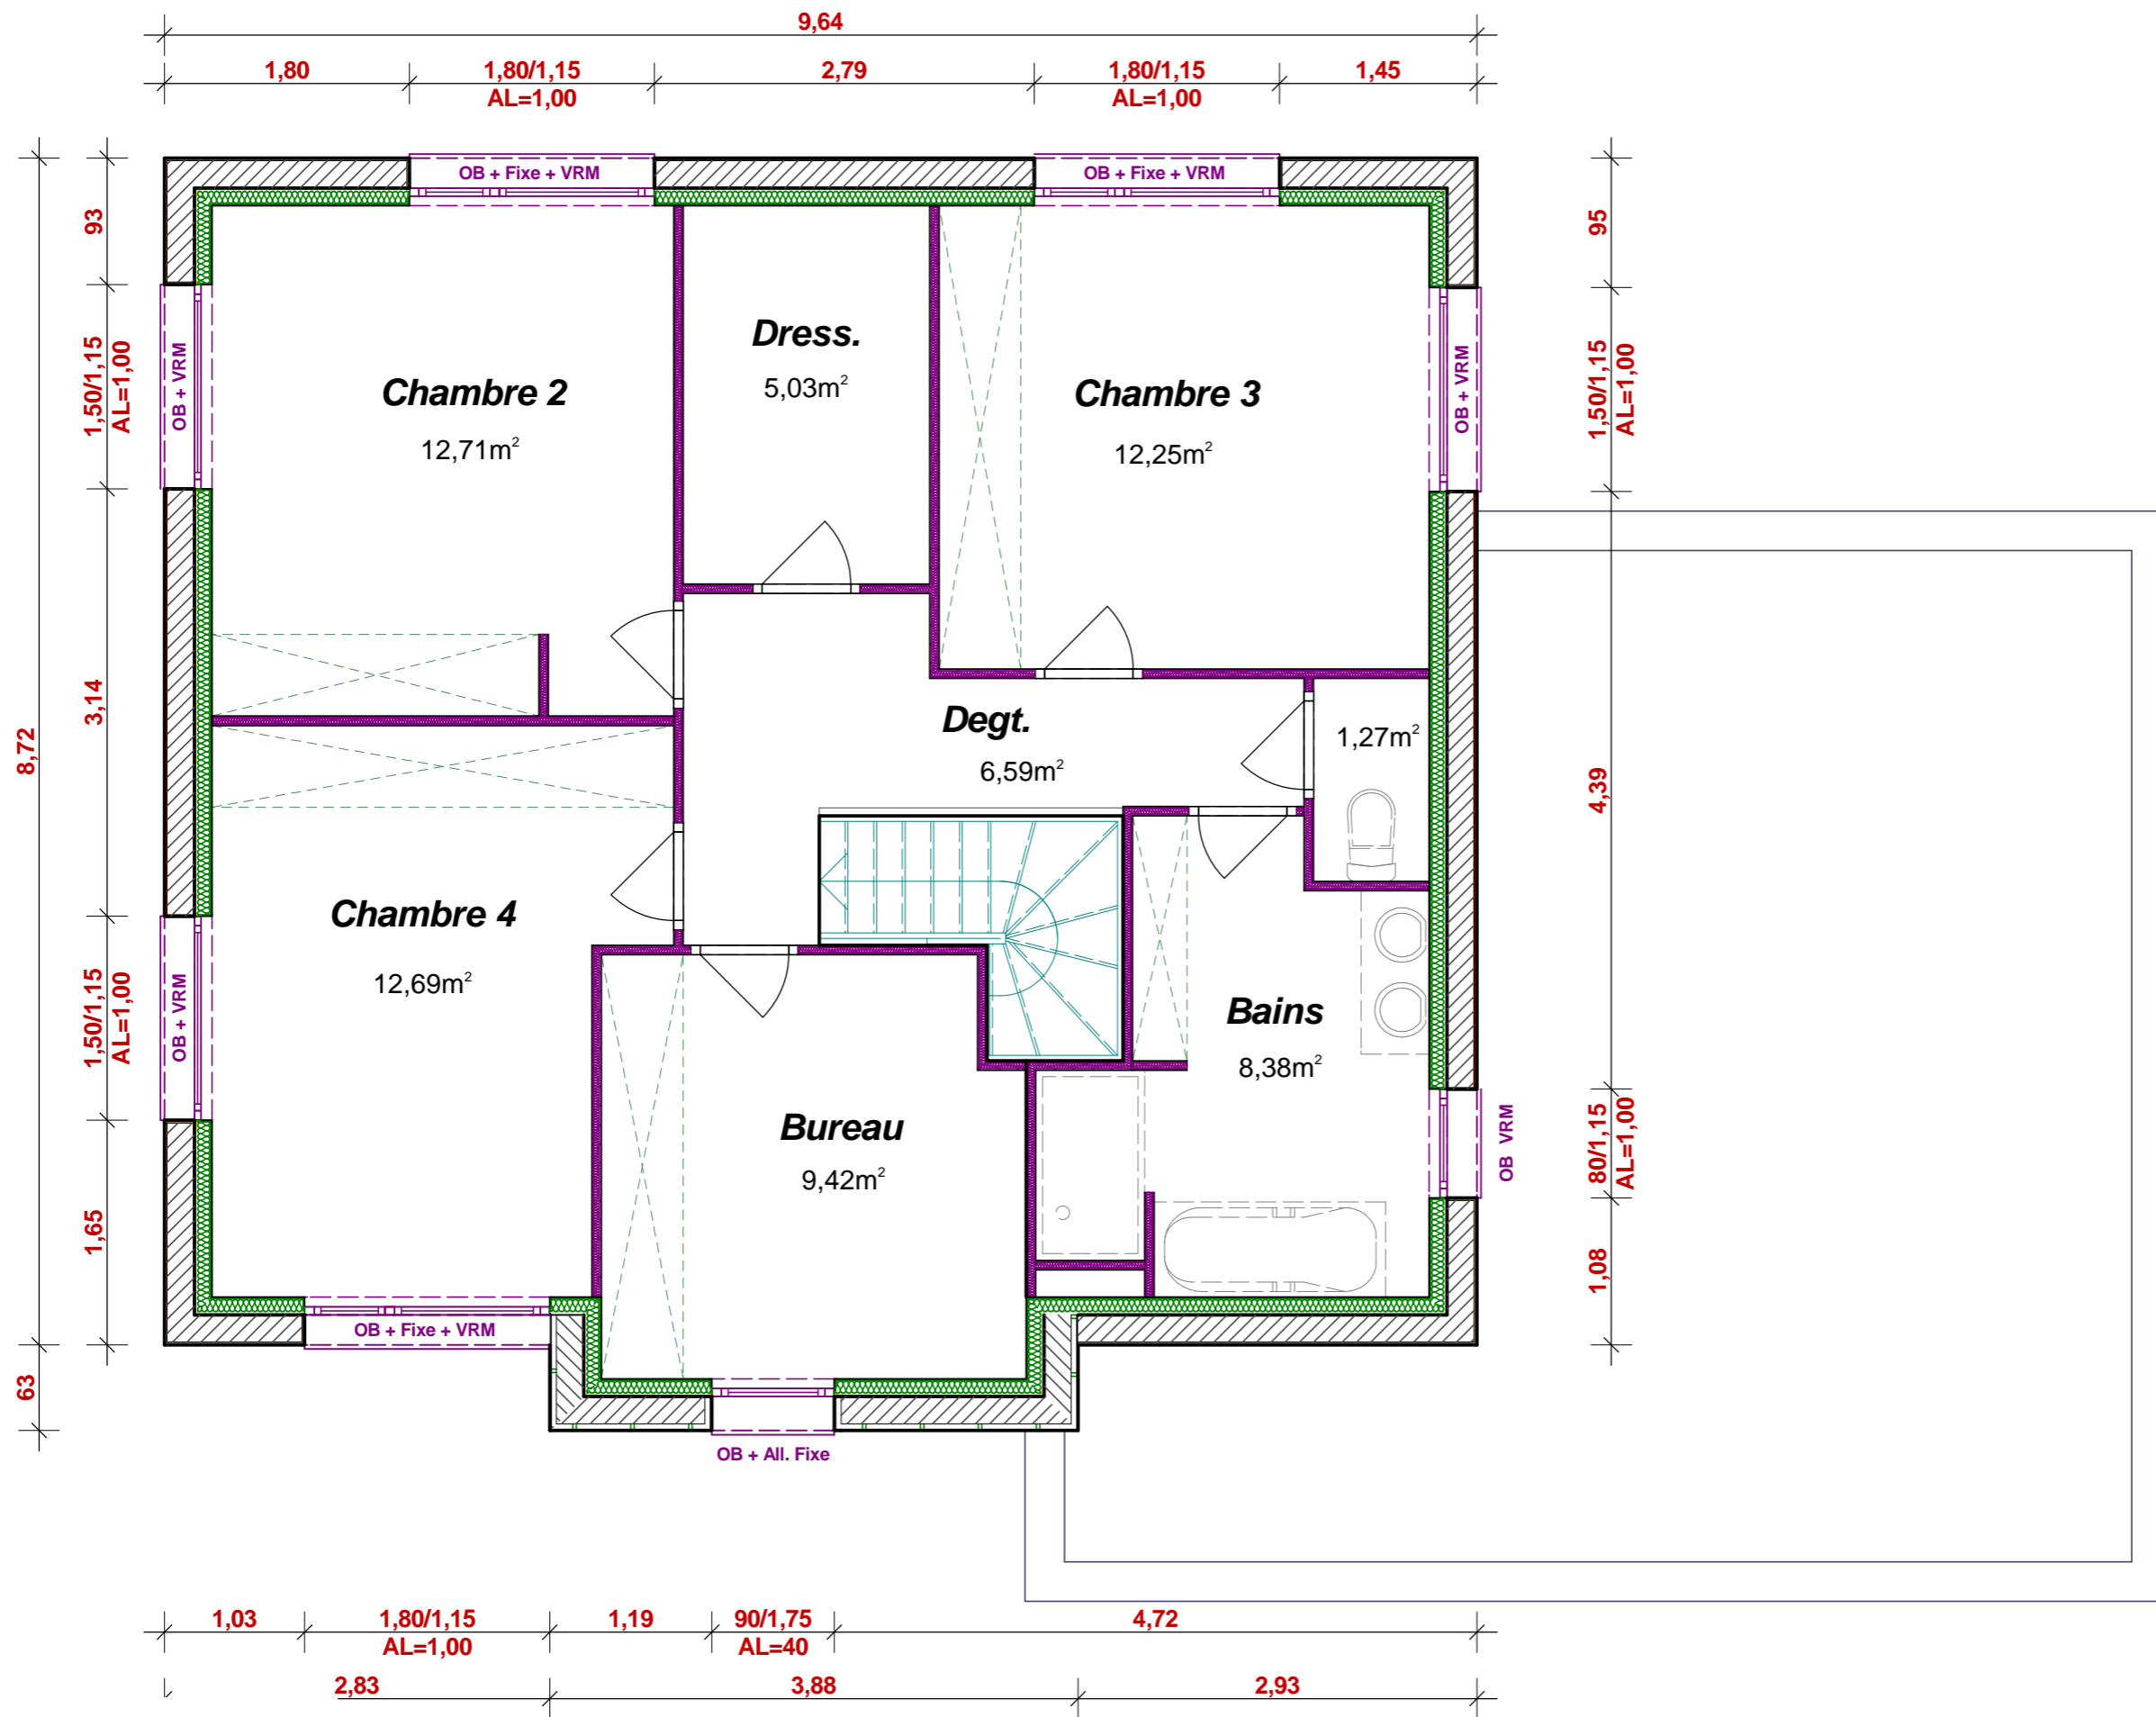 9,64
1,80
1,80/1,15
AL=1,00
2,79
1,80/1,15
AL=1,00
1,45
OB + Fixe + VRM
OB + Fixe + VRM
93
1,50/1,15
AL=1,00
3,14
1,50/1,15
AL=1,00
1,65
8,72
63
OB + VRM
OB + VRM
Chambre 2
12,71m²
Dress.
5,03m²
Chambre 3
12,25m²
OB + VRM
95
1,50/1,15
AL=1,00
4,39
80/1,15
AL=1,00
1,08
Degt.
6,59m²
1,27m²
Chambre 4
12,69m²
Bains
8,38m²
OB VRM
Bureau
9,42m²
OB + Fixe + VRM
OB + All. Fixe
1,03
1,80/1,15
AL=1,00
1,19
90/1,75
AL=40
4,72
2,83
3,88
2,93